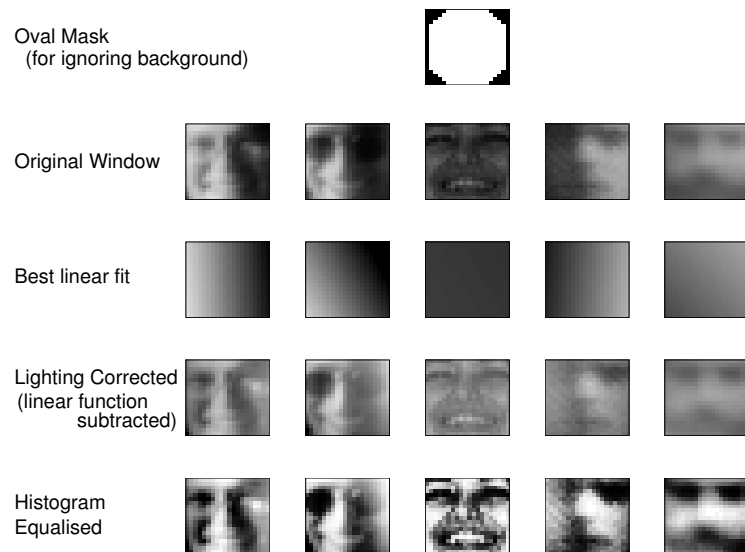 Oval Mask
(for ignoring background)
Original Window
Best linear fit
Lighting Corrected
(linear function
subtracted)
Histogram
Equalised